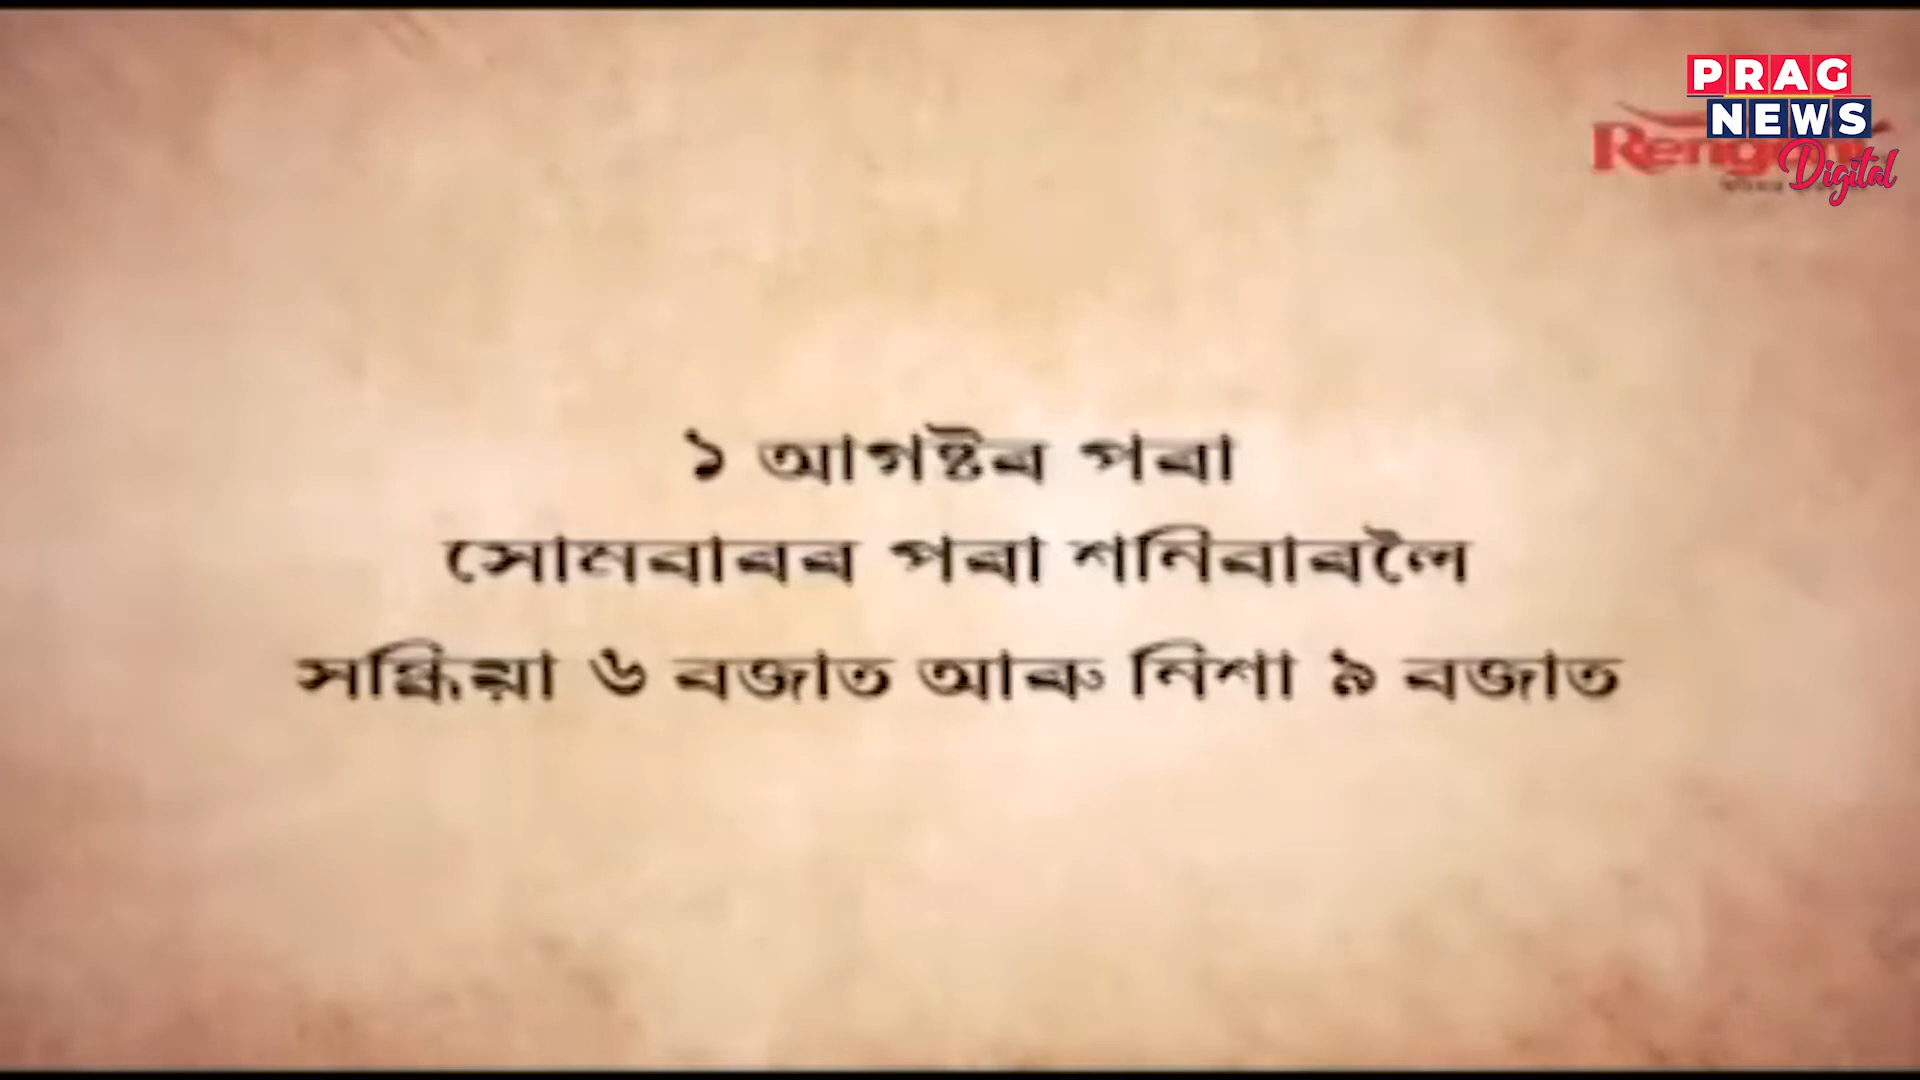 PRAG
NEWS
Digital
১ আগষ্টৰ পৰা
সোমবাৰৰ পৰা শনিবাৰলৈ
সন্ধিয়া ৬ বজাত আৰু নিশা ৯ বজাত